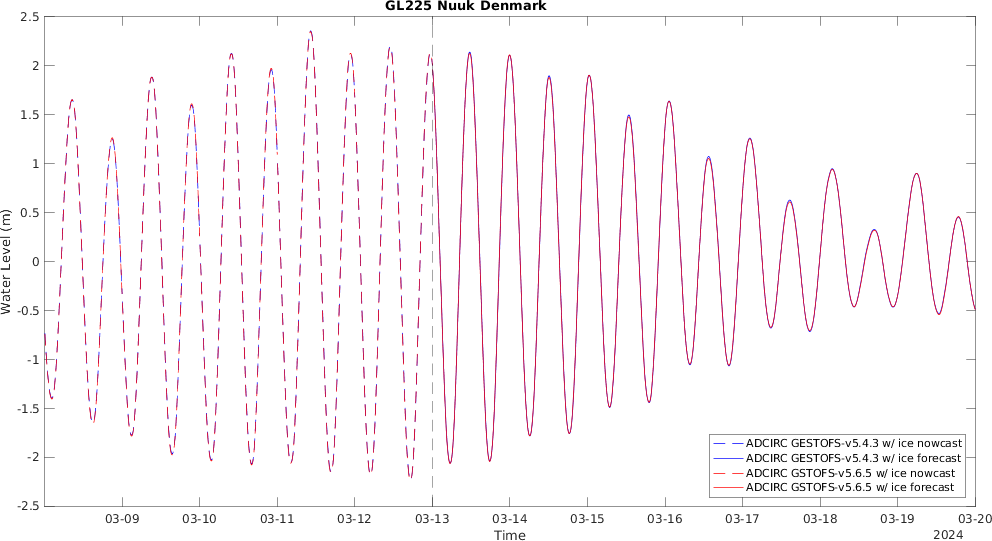 GL225 Nuuk Denmark
2.5
2
1.5
1
0.5
0
-0.5
-1
-1.5
-2
-2.5
Water Level (m)
ADCIRC GESTOFS-v5.4.3 w/ ice nowcast
ADCIRC GESTOFS-v5.4.3 w/ ice forecast
ADCIRC GSTOFS-v5.6.5 w/ ice nowcast
ADCIRC GSTOFS-v5.6.5 w/ ice forecast
03-09 03-10 03-11 03-12 03-13 03-14 03-15 03-16 03-17 03-18 03-19 03-20
Time
2024